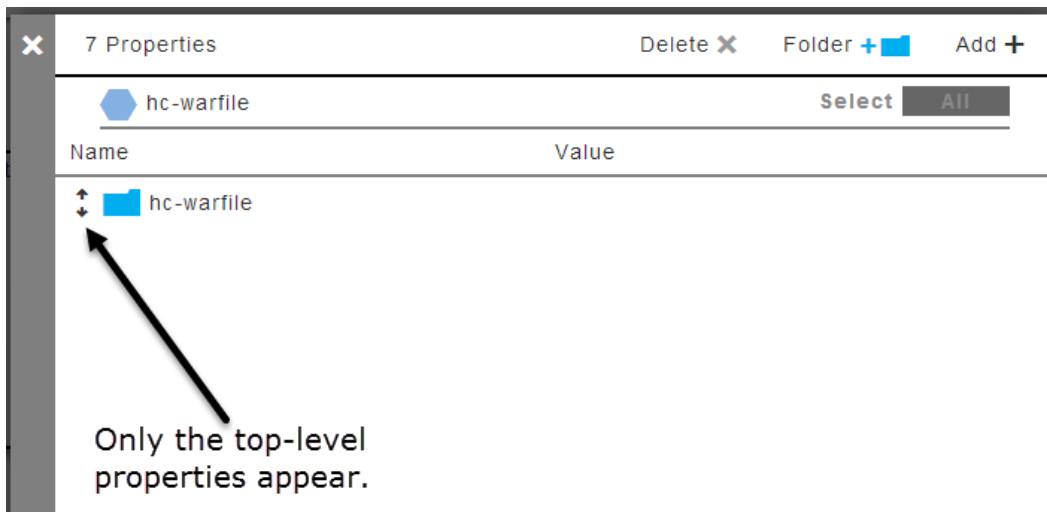 7 Properties Delete Folder Add
hc-warfile Select All
Name Value
hc-warfile
Only the top-level
properties appear.